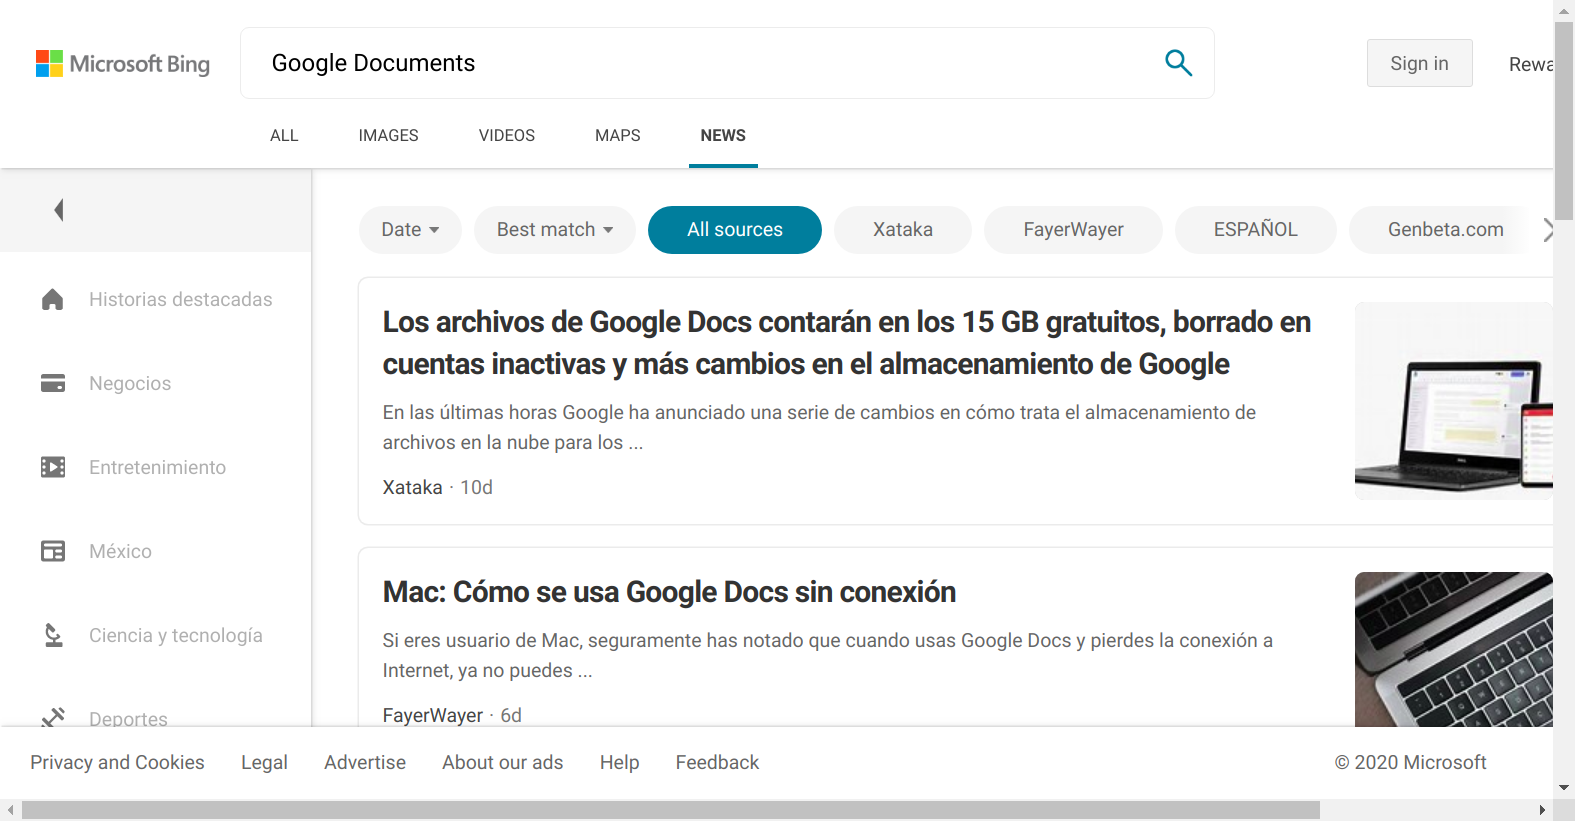 Microsoft Bing
Google Documents
Sign in
Rewa
ALL
IMAGES
VIDEOS
MAPS
NEWS
Date
Best match
All sources
Xataka
FayerWayer
ESPAÑOL
Genbeta.com
Historias destacadas
Negocios
Entretenimiento
México
Ciencia y tecnología
Deportes
Los archivos de Google Docs contarán en los 15 GB gratuitos, borrado en
cuentas inactivas y más cambios en el almacenamiento de Google
En las últimas horas Google ha anunciado una serie de cambios en cómo trata el almacenamiento de
archivos en la nube para los ...
Xataka · 10d
Mac: Cómo se usa Google Docs sin conexión
Si eres usuario de Mac, seguramente has notado que cuando usas Google Docs y pierdes la conexión a
Internet, ya no puedes ...
FayerWayer · 6d
Privacy and Cookies
Legal
Advertise
About our ads
Help
Feedback
© 2020 Microsoft